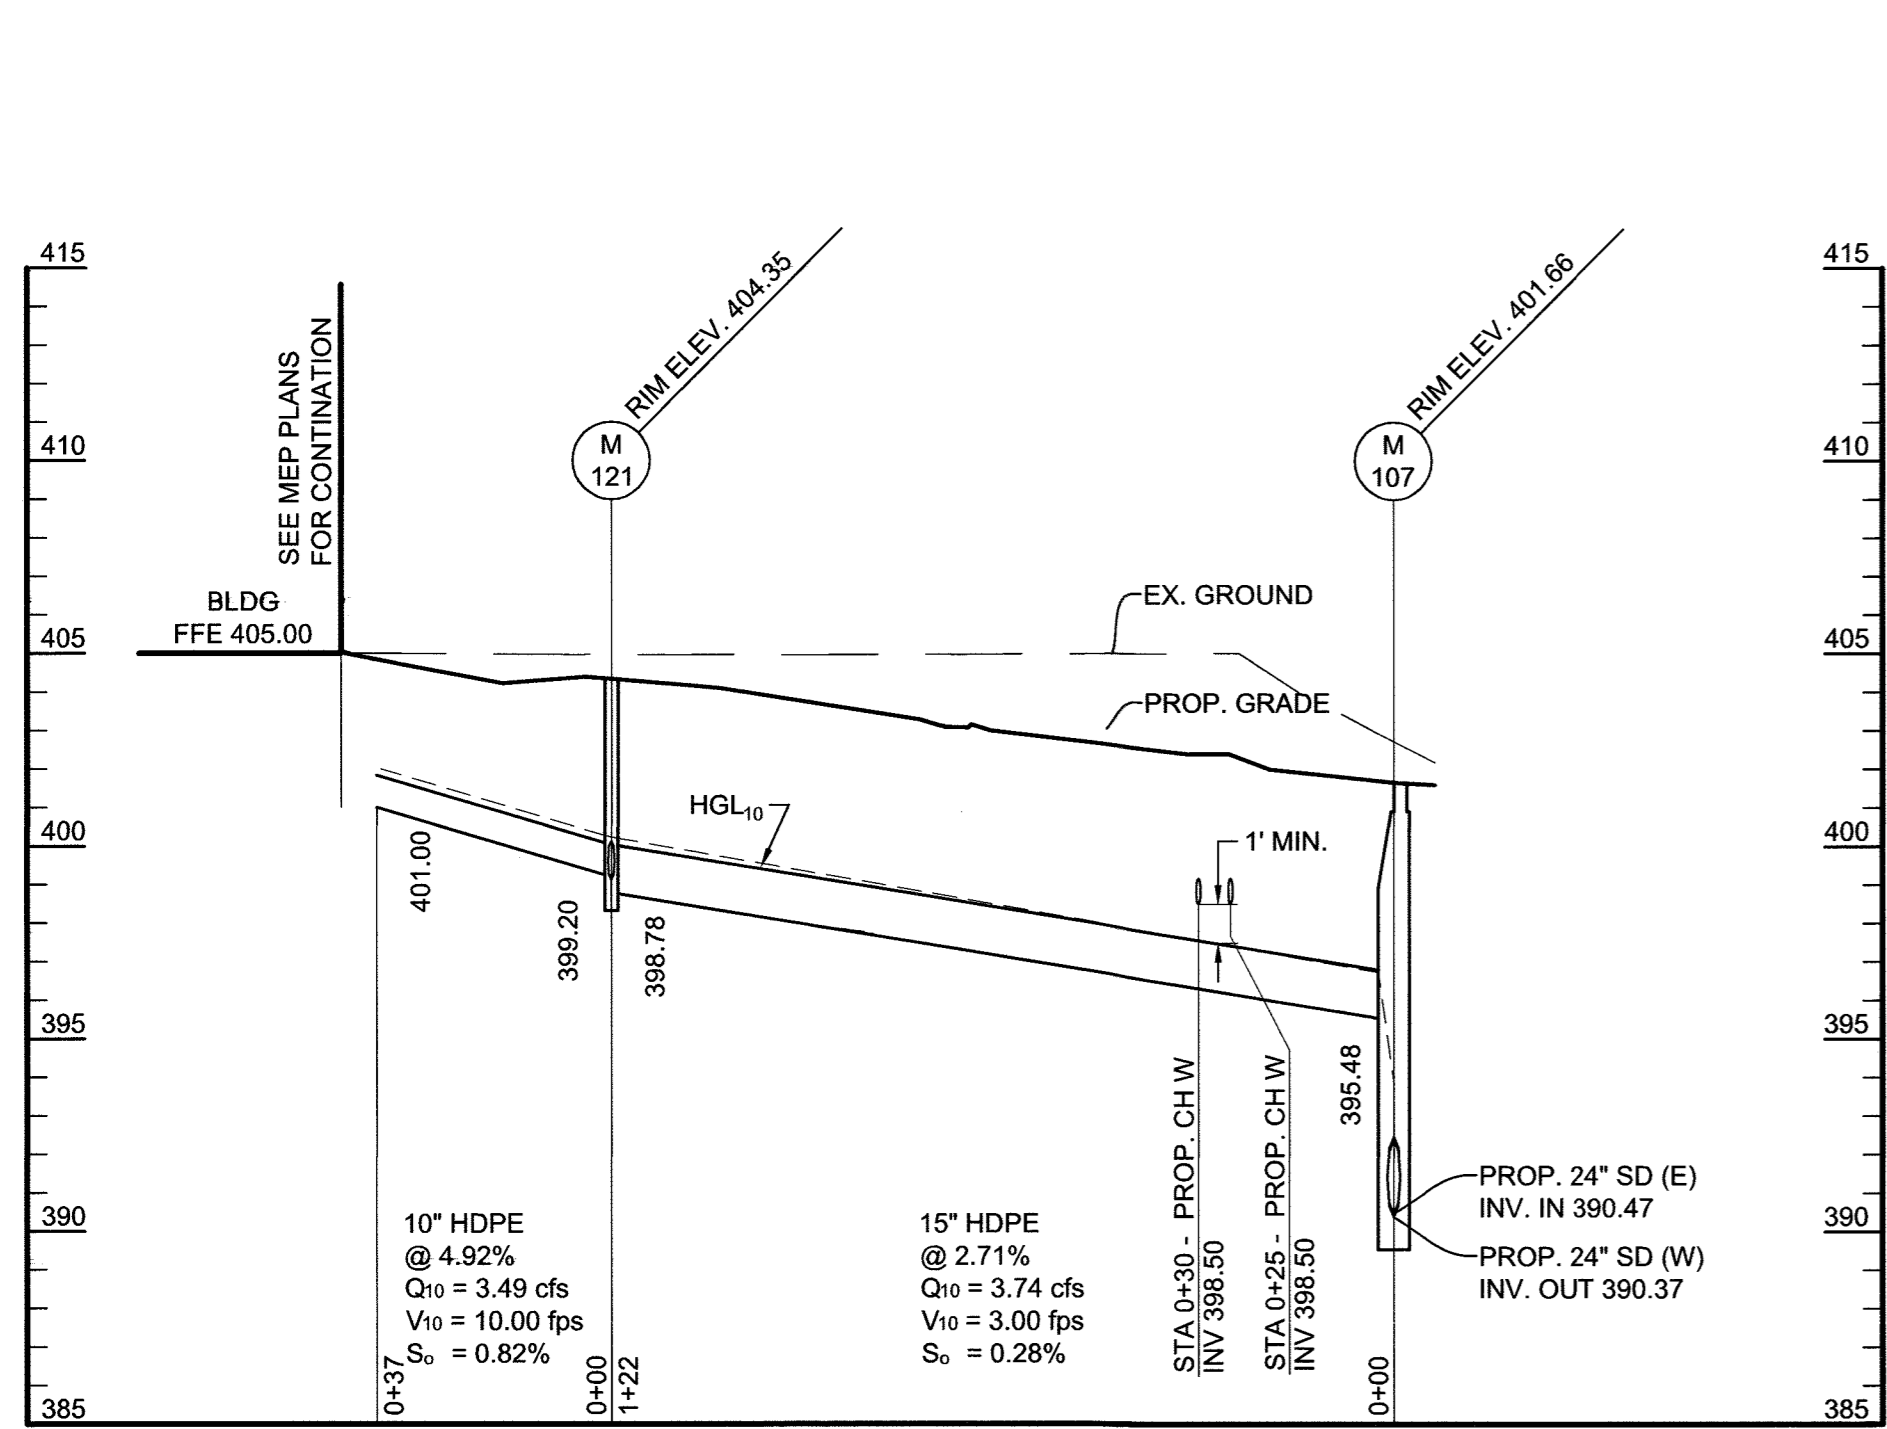 415
410
405
400
395
390
385
SEE MEP PLANS
FOR CONTINATION
BLDG
FFE 405.00
M
121
RIM ELEV. 404.35
M
107
RIM ELEV. 401.66
EX. GROUND
PROP. GRADE
HGL10
1' MIN.
401.00
399.20
398.78
395.48
10" HDPE
@ 4.92%
Q10 = 3.49 cfs
V10 = 10.00 fps
So = 0.82%
15" HDPE
@ 2.71%
Q10 = 3.74 cfs
V10 = 3.00 fps
So = 0.28%
STA 0+30 - PROP. CH W
INV 398.50
STA 0+25 - PROP. CH W
INV 398.50
PROP. 24" SD (E)
INV. IN 390.47
PROP. 24" SD (W)
INV. OUT 390.37
0+37
0+00
1+22
0+00
415
410
405
400
395
390
385